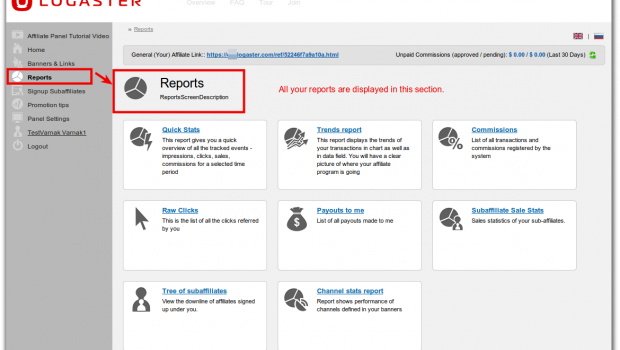 LOGASTER
Overview FAQ Tour Join
Affiliate Panel Tutorial Video
Home
Banners & Links
Reports
Signup Subaffiliates
Promotion tips
Panel Settings
TestVarnak Varnak1
Logout
» Reports
General (Your) Affiliate Link:: https://logaster.com/ref/52246f7a9a10a.html
Unpaid Commissions (approved / pending): $ 0.00 / $ 0.00 (Last 30 Days)
Reports
ReportsScreenDescription
All your reports are displayed in this section.
Quick Stats
This report gives you a quick
overview of all the tracked events -
impressions, clicks, sales,
commissions for a selected time
period
Trends report
This report displays the trends of
your transactions in chart as well as
in data field. You will have a clear
picture of where your affiliate
program is going
Commissions
List of all transactions and
commissions registered by the
system
Raw Clicks
This is the list of all the clicks referred
by you
Payouts to me
List of all payouts made to me
Subaffiliate Sale Stats
Sales statistics of your sub-affiliates.
Tree of subaffiliates
View the downline of affiliates signed
up under you.
Channel stats report
Report shows performance of
channels defined in your banners